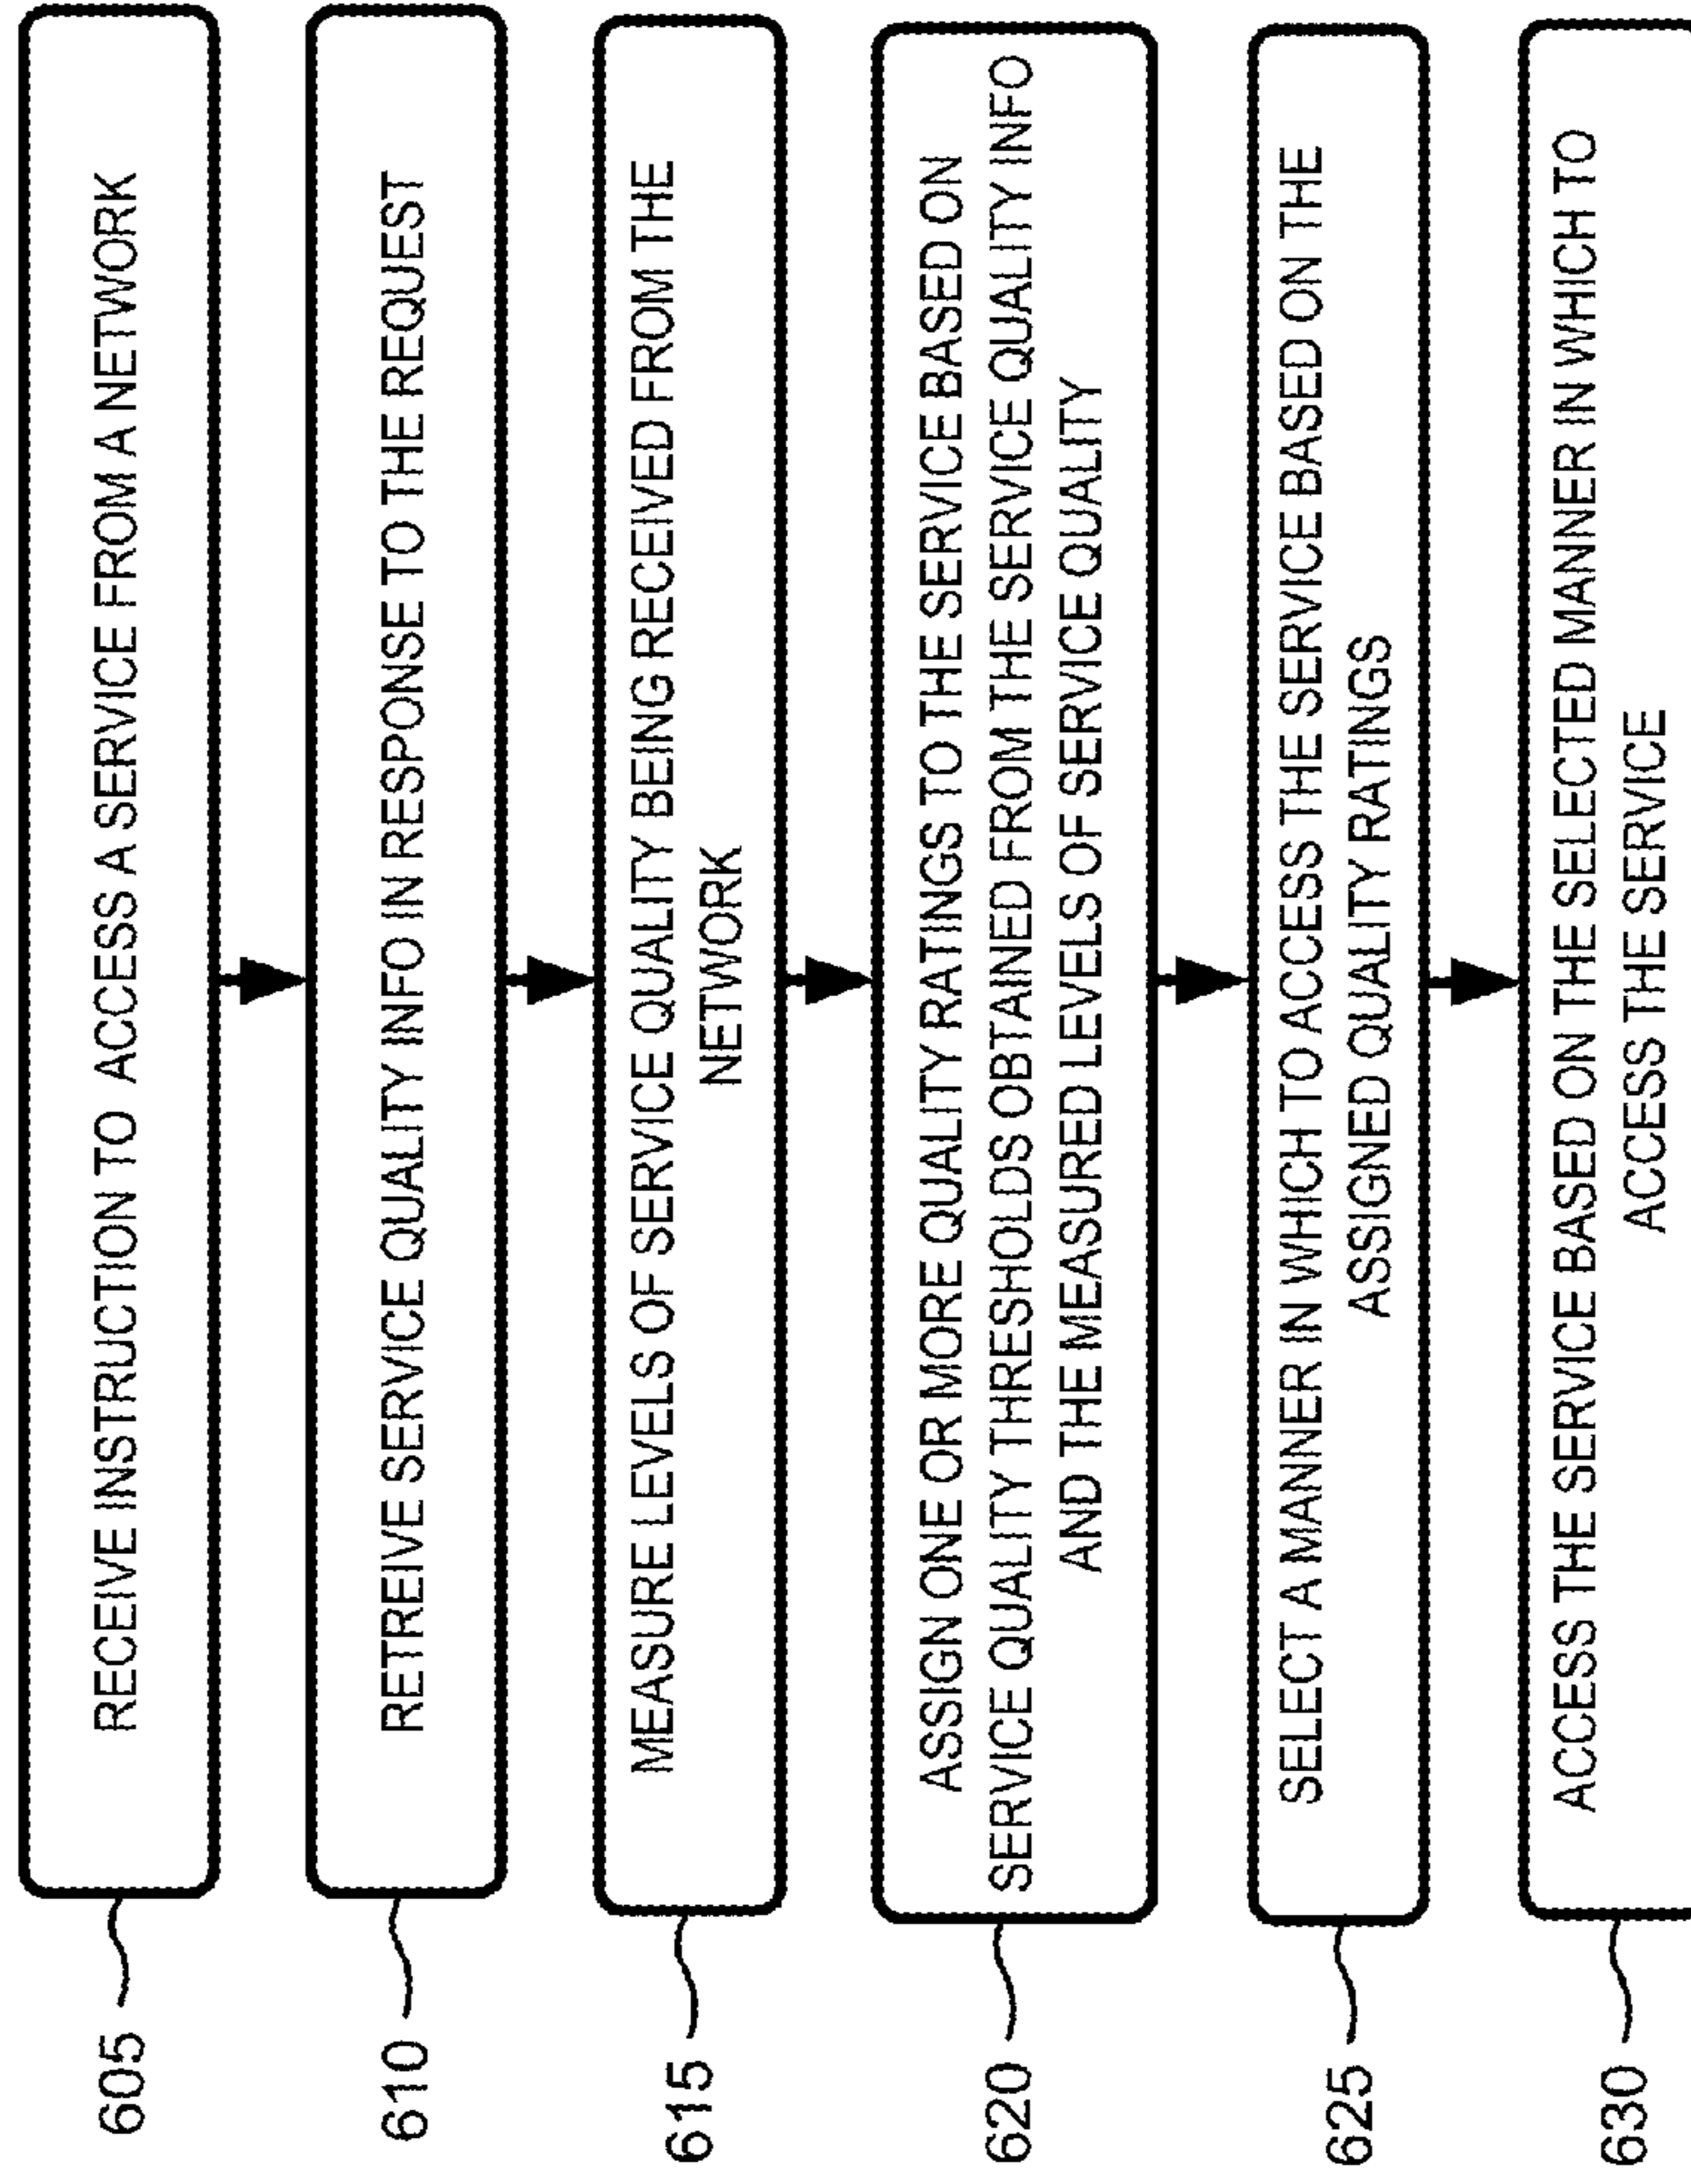 605
RECEIVE INSTRUCTION TO ACCESS A SERVICE FROM A NETWORK
610
RETREIVE SERVICE QUALITY INFO IN RESPONSE TO THE REQUEST
615
MEASURE LEVELS OF SERVICE QUALITY BEING RECEIVED FROM THE
NETWORK
620
ASSIGN ONE OR MORE QUALITY RATINGS TO THE SERVICE BASED ON
SERVICE QUALITY THRESHOLDS OBTAINED FROM THE SERVICE QUALITY INFO
AND THE MEASURED LEVELS OF SERVICE QUALITY
625
SELECT A MANNER IN WHICH TO ACCESS THE SERVICE BASED ON THE
ASSIGNED QUALITY RATINGS
630
ACCESS THE SERVICE BASED ON THE SELECTED MANNER IN WHICH TO
ACCESS THE SERVICE